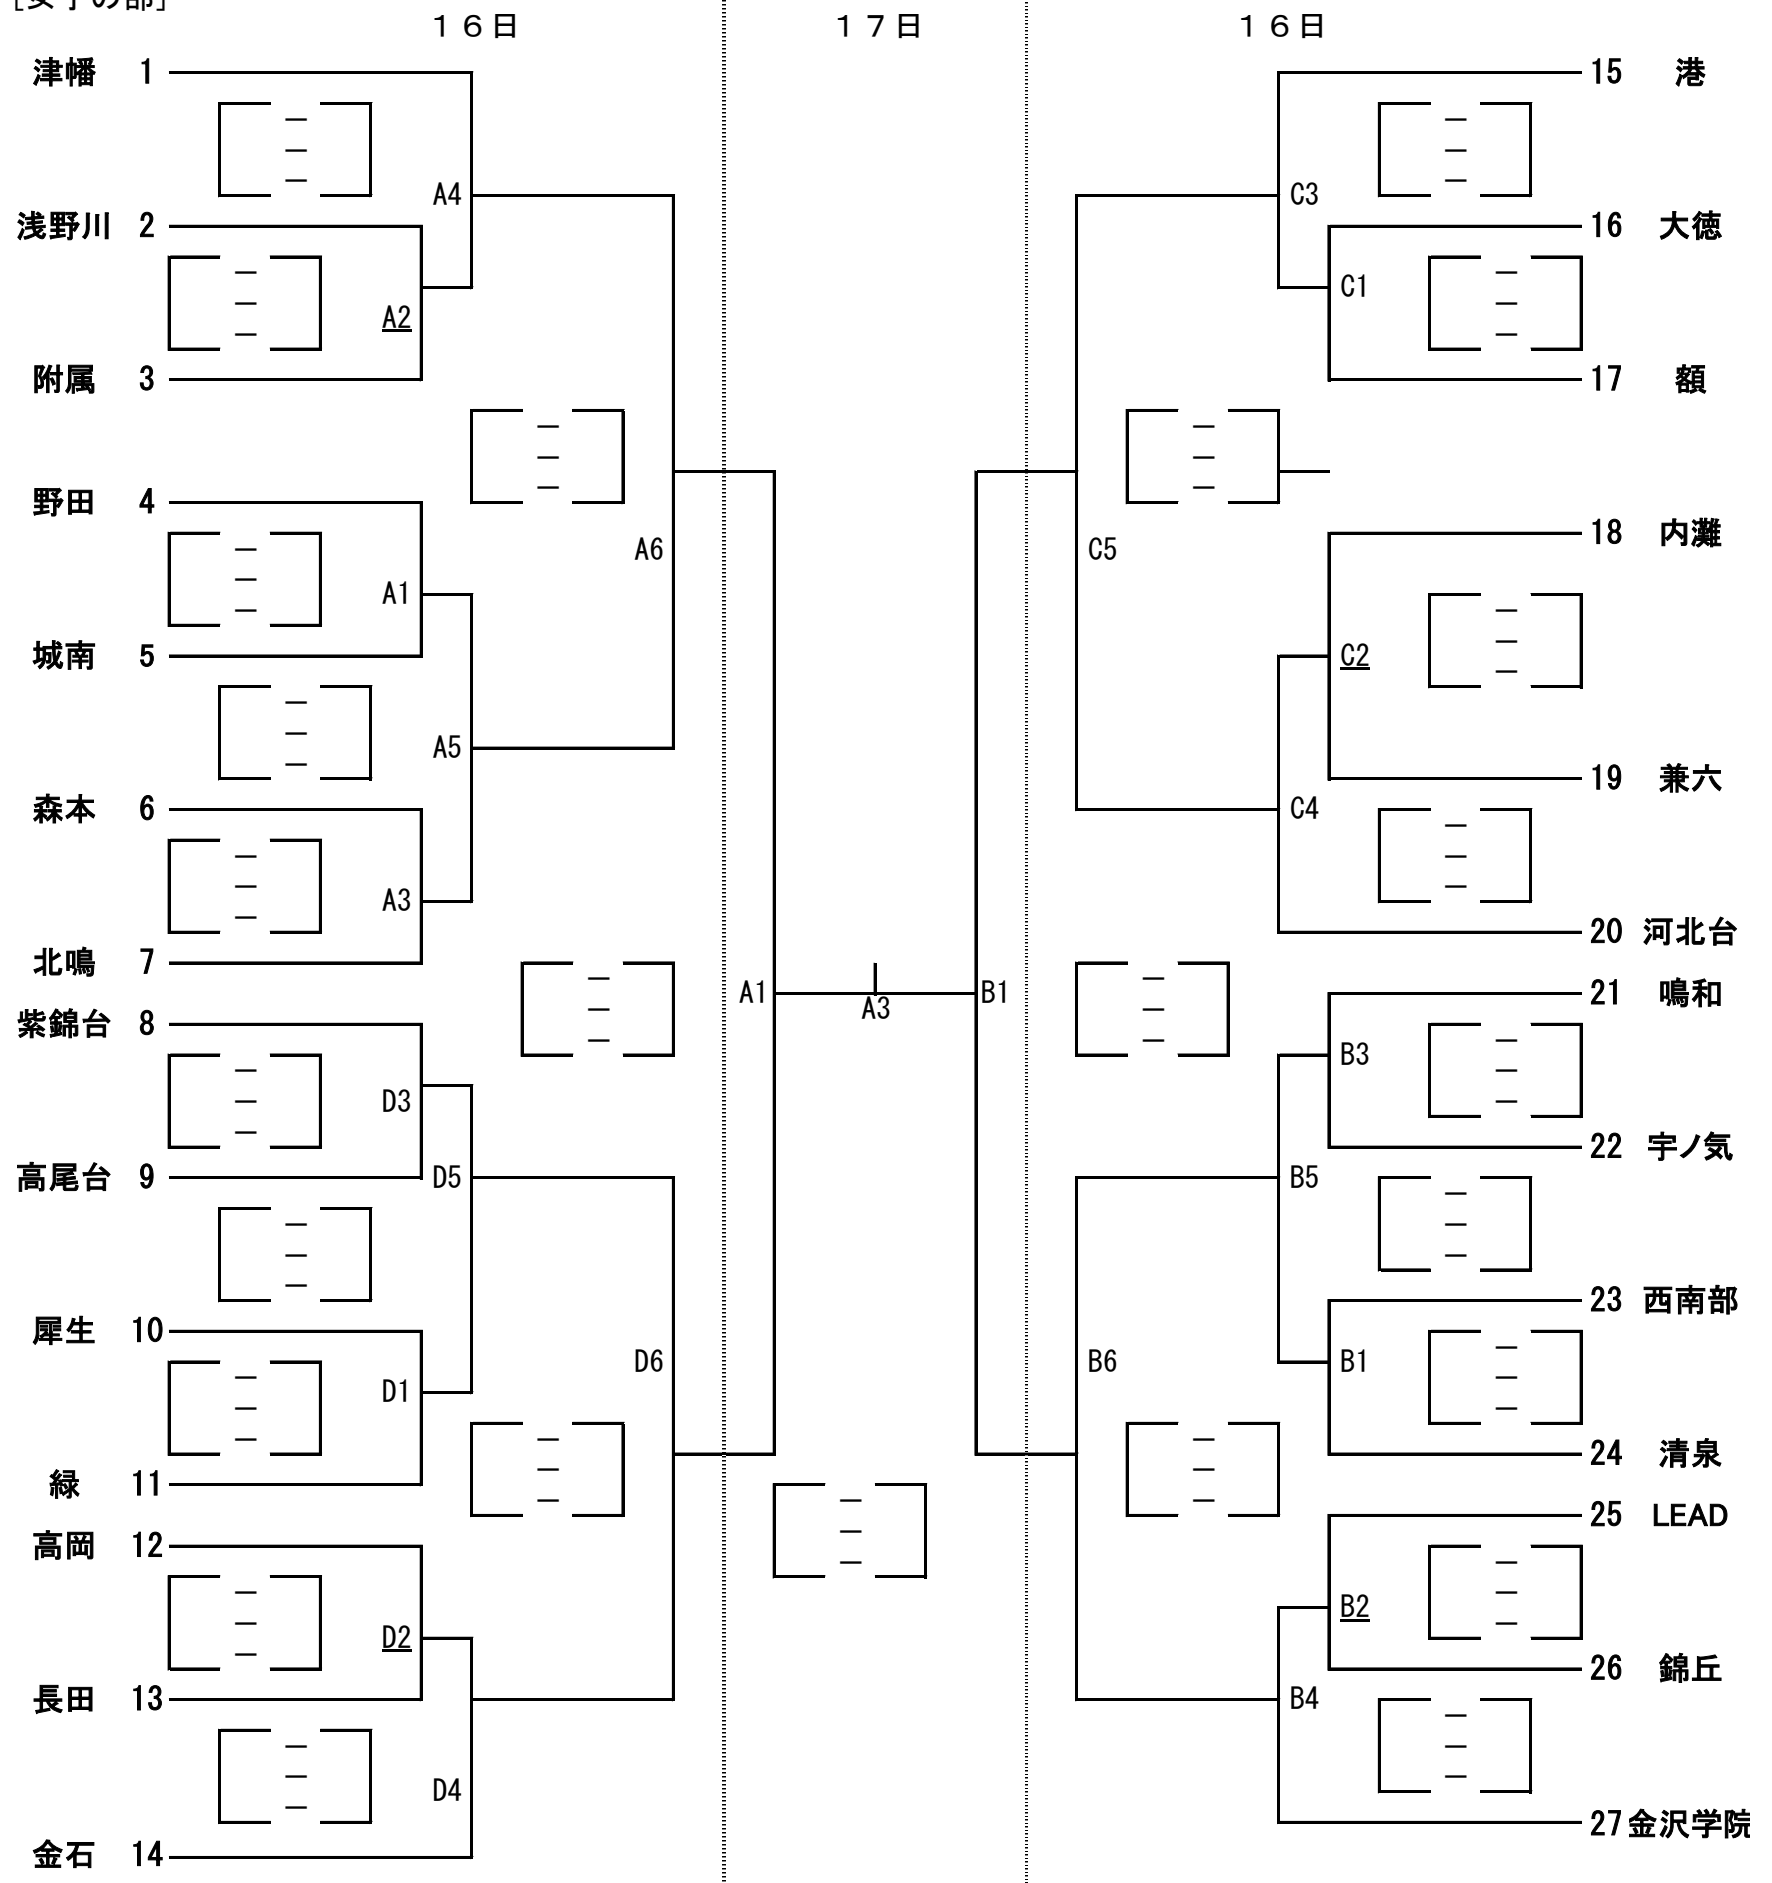 [女子の部]
１６日 １７日 １６日
津幡 1 15 港
A4 C3
浅野川 2 16 大徳
C1
A2
附属 3 17 額
野田 4
18 内灘
A6 C5
A1
城南 5 C2
A5
19 兼六
森本 6 C4
A3
20 河北台
北鳴 7
A1 A3 B1 21 鳴和
紫錦台 8
B3
D3
22 宇ノ気
高尾台 9 D5 B5
23 西南部
犀生 10
D6 B6 B1
D1
24 清泉
緑 11
25 LEAD
高岡 12
B2
D2
26 錦丘
長田 13 B4
D4
27 金沢学院
金石 14